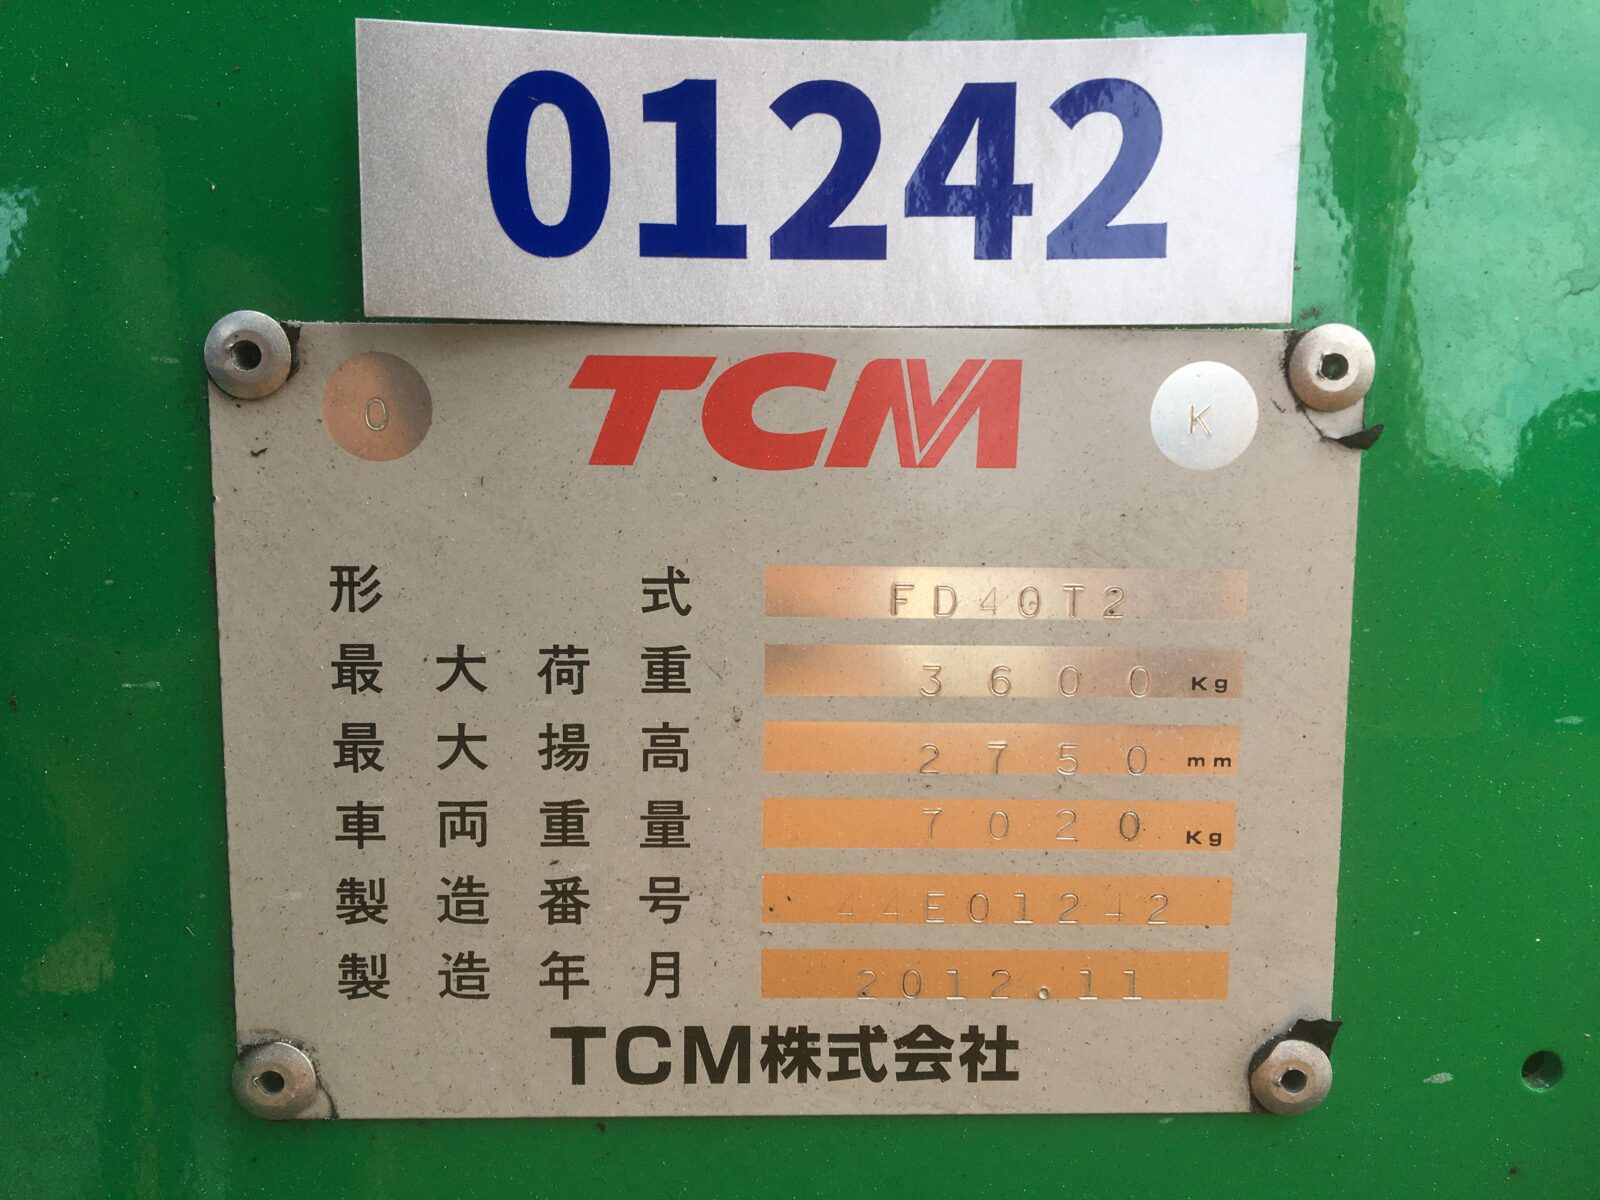 01242
O TCM K
形式 FD40T2
最大荷重 3600 Kg
最大揚高 2750 mm
車両重量 7020 Kg
製造番号 44E01242
製造年月 2012.11
TCM株式会社